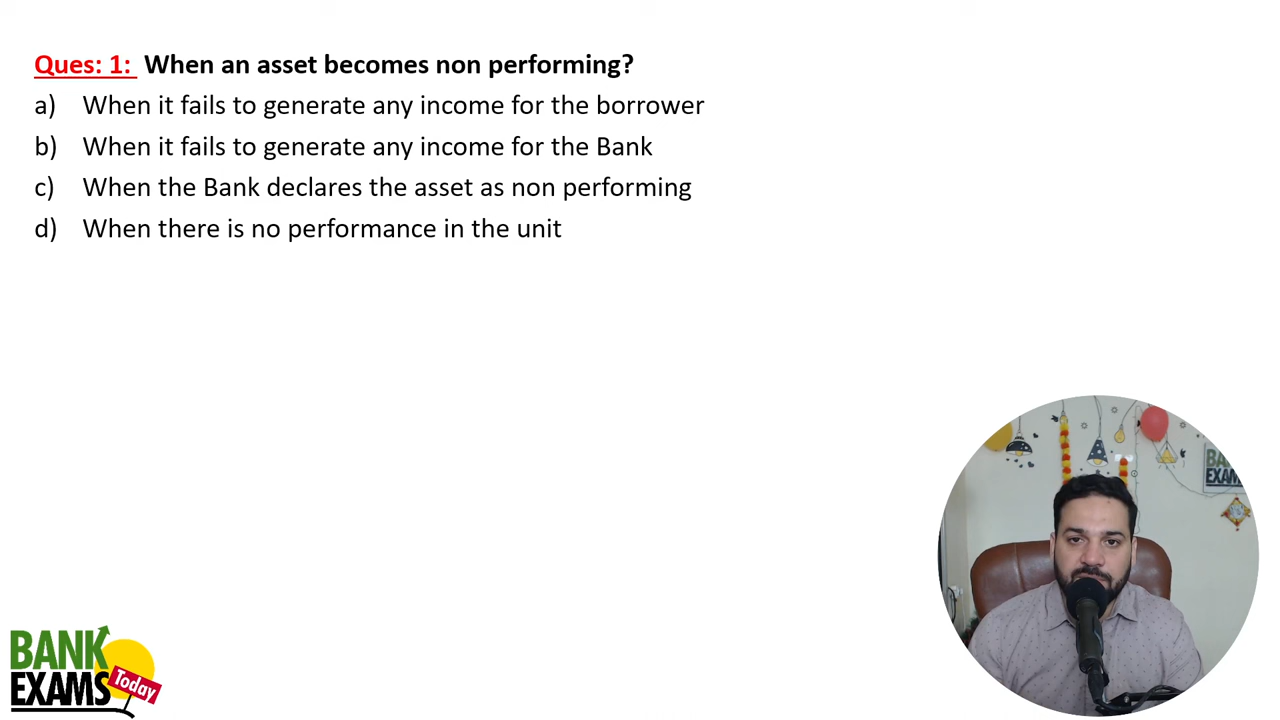 Ques: 1: When an asset becomes non performing?
a) When it fails to generate any income for the borrower
b) When it fails to generate any income for the Bank
c) When the Bank declares the asset as non performing
d) When there is no performance in the unit
BANK
EXAM
BANK
EXAMS
Today